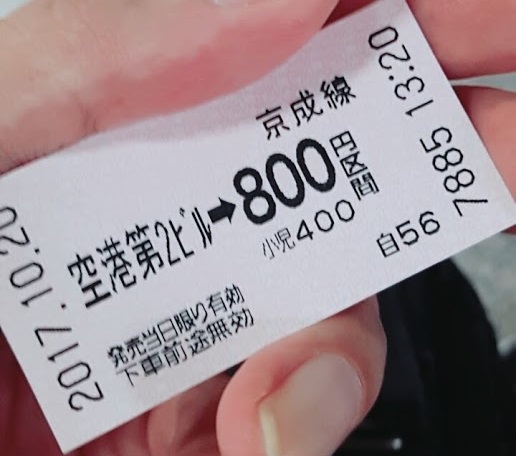 京成線
空港第2ビル➡800円区間
小児400
発売当日限り有効
下車前途無効
自56
2017.10.20
7885 13:20